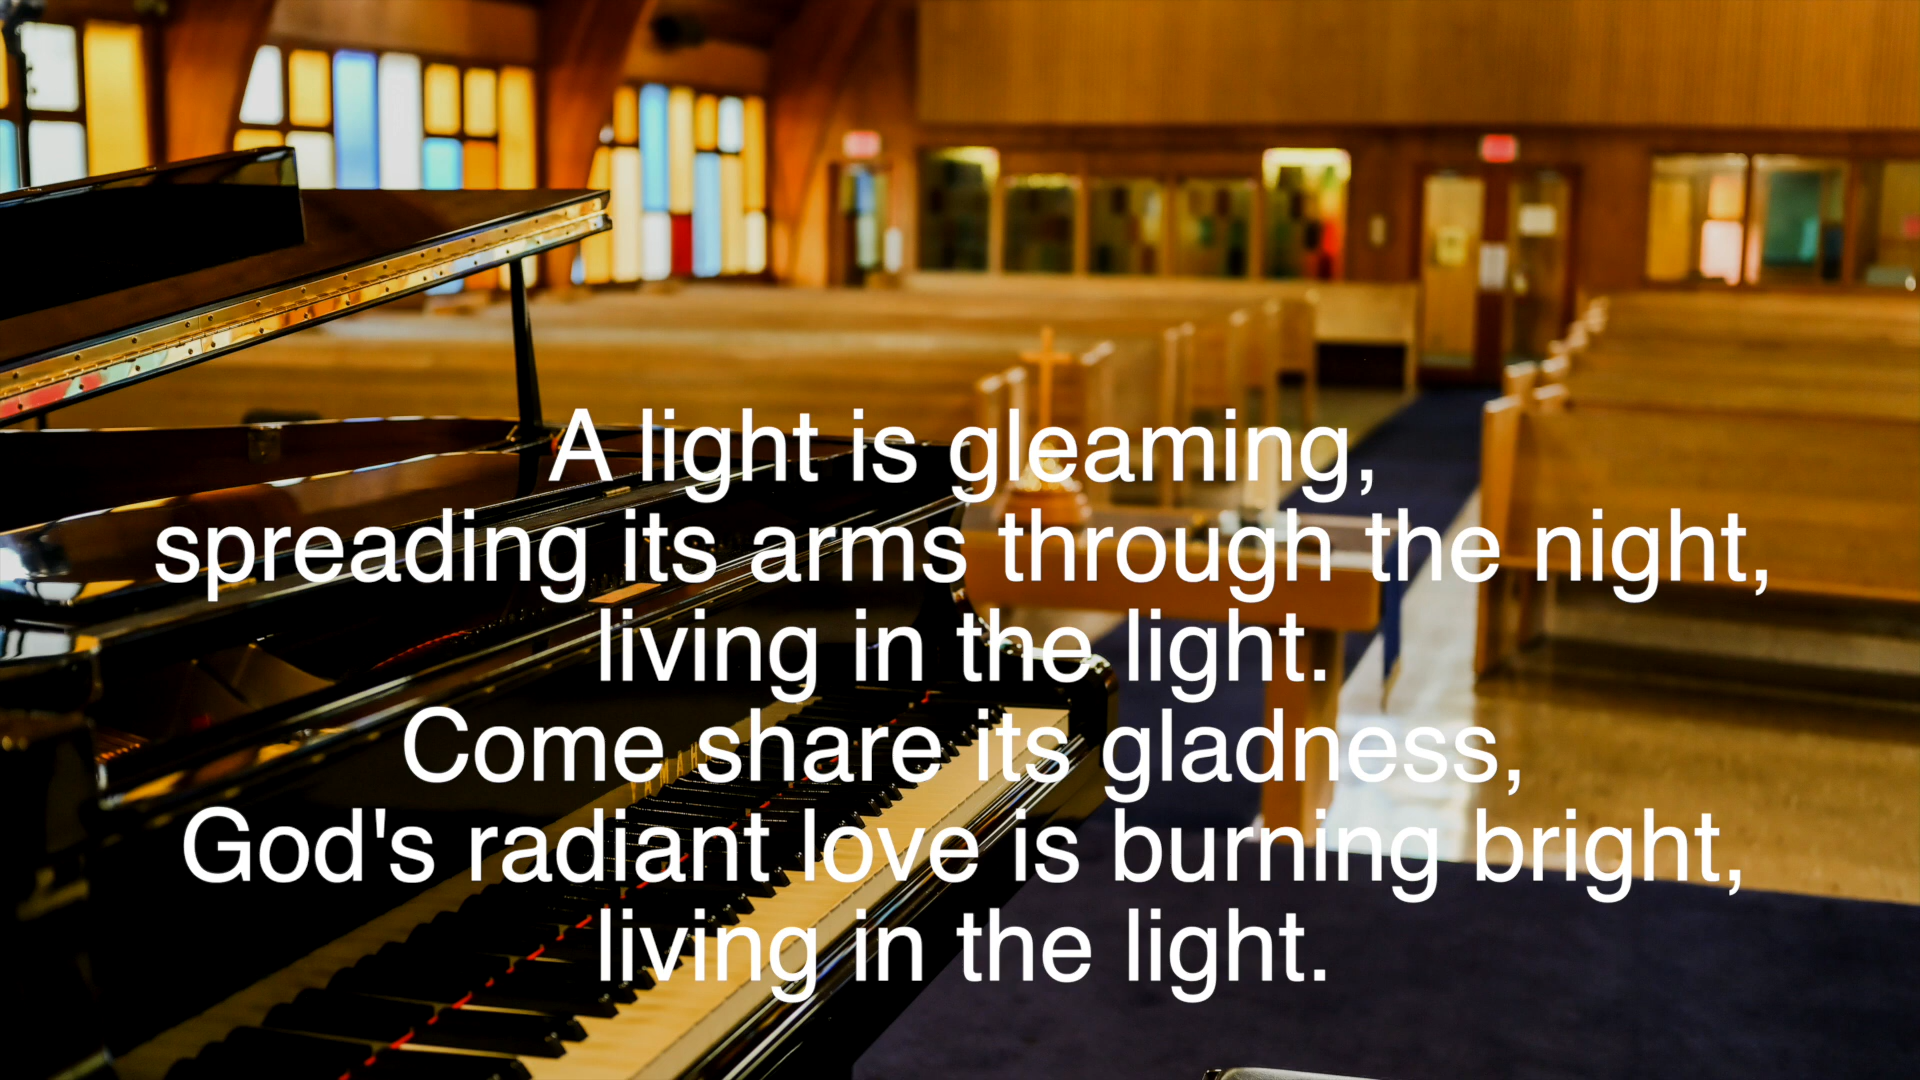 A light is gleaming,
spreading its arms through the night,
living in the light.
Come share its gladness,
God's radiant love is burning bright,
living in the light.